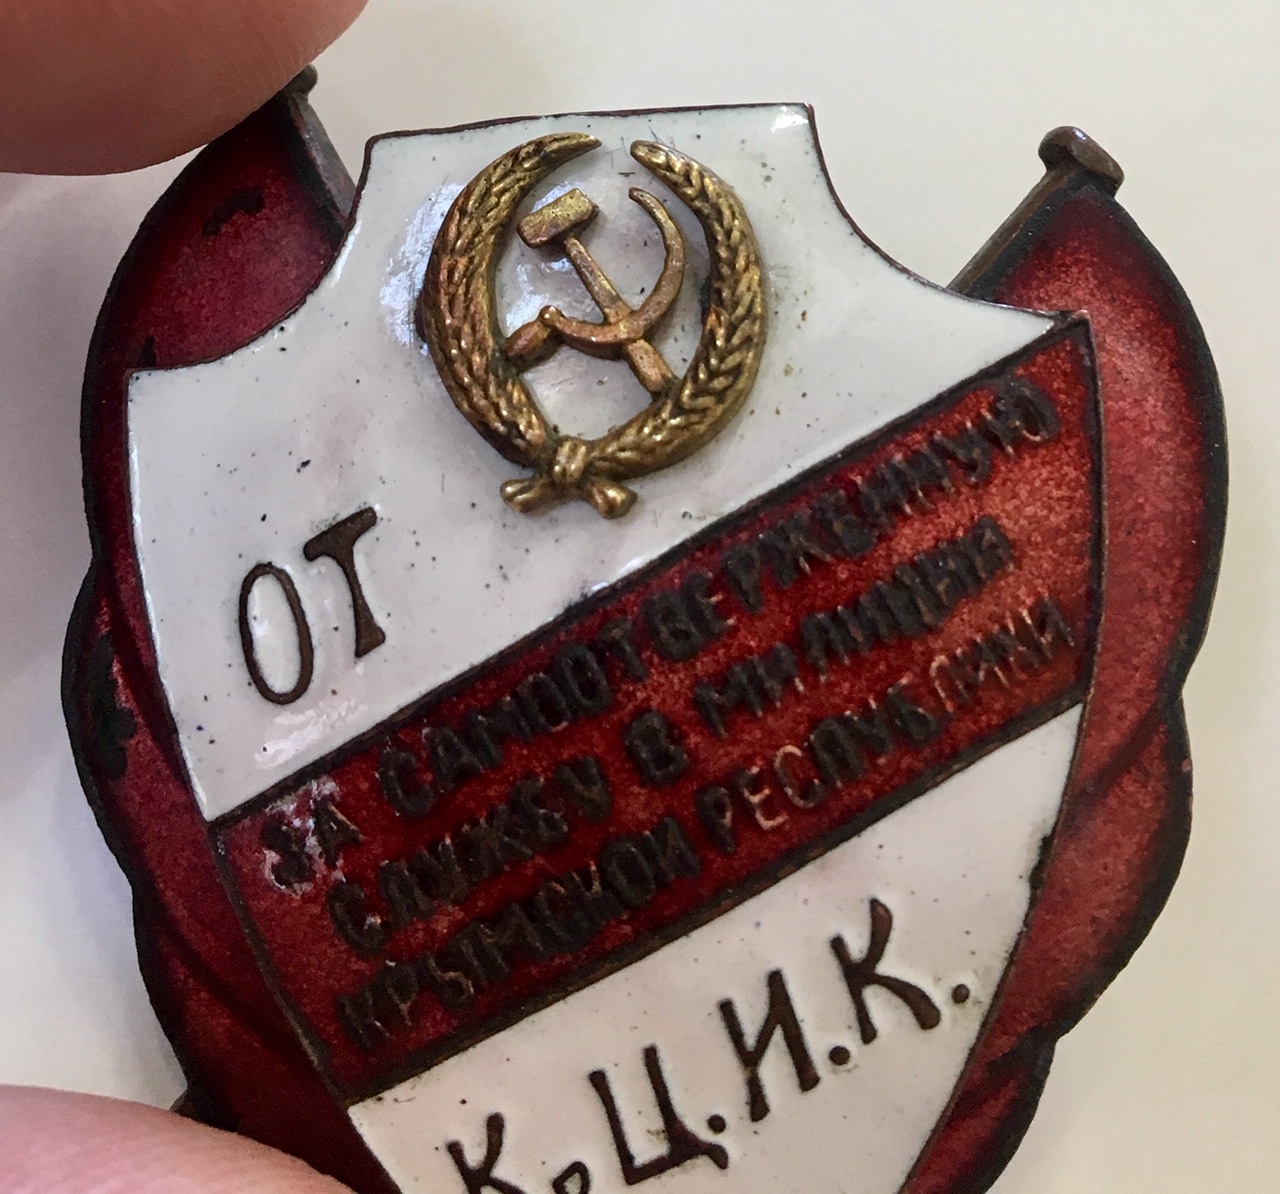 ОТ
ЗА САМООТВЕРЖЕННУЮ
СЛУЖБУ В МИЛИЦИИ
КРЫМСКОЙ РЕСПУБЛИКИ
К.Ц.И.К.